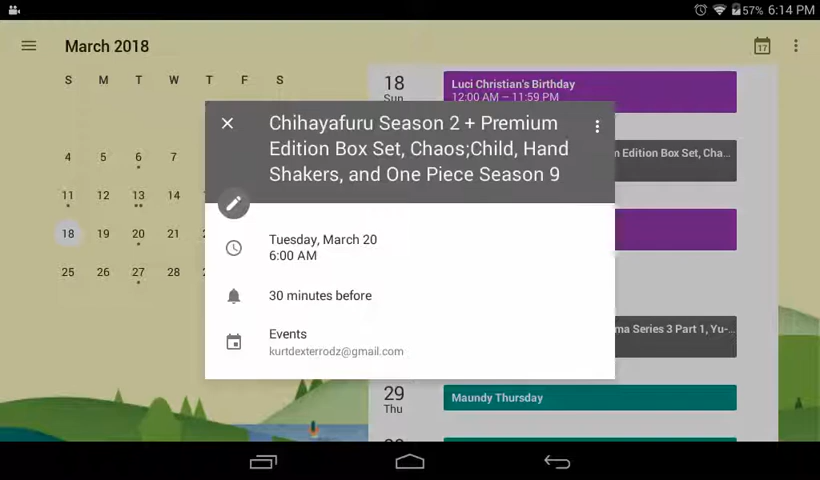 57% 6:14 PM
March 2018
17
S M T W T F S
4 5 6 7
11 12 13 14
18 19 20 21
25 26 27 28
18
Sun
Luci Christian's Birthday
12:00 AM – 11:59 PM
n Edition Box Set, Cha...
ma Series 3 Part 1, Yu-...
29
Thu
Maundy Thursday
Chihayafuru Season 2 + Premium
Edition Box Set, Chaos;Child, Hand
Shakers, and One Piece Season 9
Tuesday, March 20
6:00 AM
30 minutes before
Events
kurtdexterrodz@gmail.com